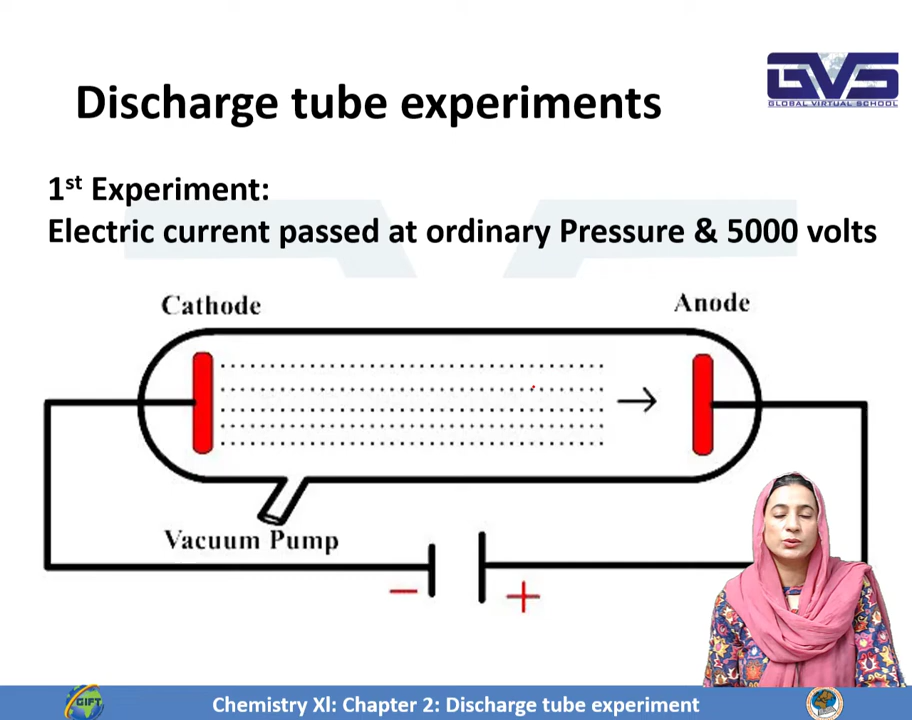 Discharge tube experiments
GVS
GLOBAL VIRTUAL SCHOOL
1st Experiment:
Electric current passed at ordinary Pressure & 5000 volts
Cathode
Anode
→
Vacuum Pump
− +
GIFT
Chemistry Xl: Chapter 2: Discharge tube experiment